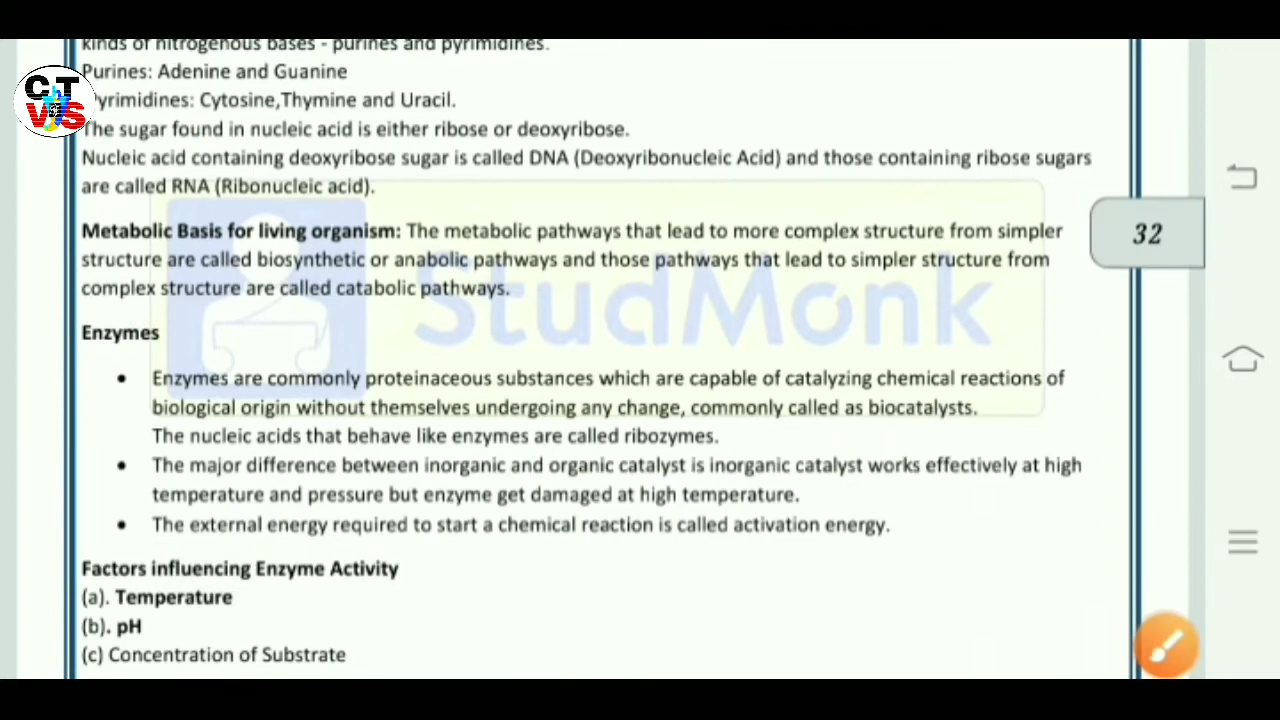 kinds of nitrogenous bases - purines and pyrimidines.
Purines: Adenine and Guanine
Pyrimidines: Cytosine,Thymine and Uracil.
The sugar found in nucleic acid is either ribose or deoxyribose.
Nucleic acid containing deoxyribose sugar is called DNA (Deoxyribonucleic Acid) and those containing ribose sugars
are called RNA (Ribonucleic acid).
Metabolic Basis for living organism: The metabolic pathways that lead to more complex structure from simpler
structure are called biosynthetic or anabolic pathways and those pathways that lead to simpler structure from
complex structure are called catabolic pathways.
32
StudMonk
Enzymes
• Enzymes are commonly proteinaceous substances which are capable of catalyzing chemical reactions of
biological origin without themselves undergoing any change, commonly called as biocatalysts.
The nucleic acids that behave like enzymes are called ribozymes.
• The major difference between inorganic and organic catalyst is inorganic catalyst works effectively at high
temperature and pressure but enzyme get damaged at high temperature.
• The external energy required to start a chemical reaction is called activation energy.
Factors influencing Enzyme Activity
(a). Temperature
(b). pH
(c) Concentration of Substrate
CT
VS